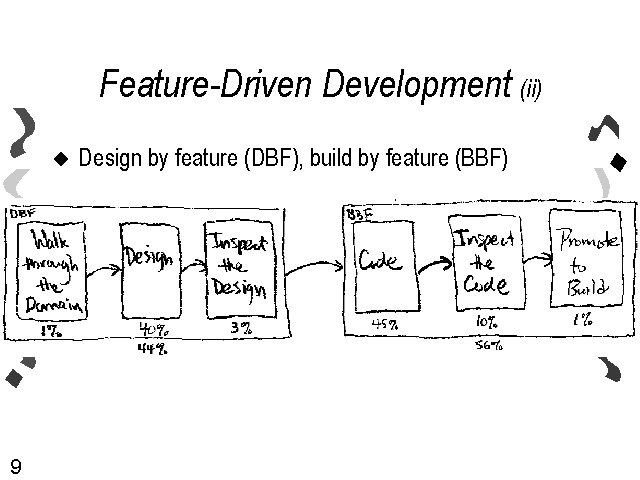 Feature-Driven Development (ii)
◆ Design by feature (DBF), build by feature (BBF)
DBF
Walk
through
the
Domain
1%
Design
40%
Inspect
the
Design
3%
44%
BBF
Code
45%
Inspect
the
Code
10%
Promote
to
Build
1%
56%
9